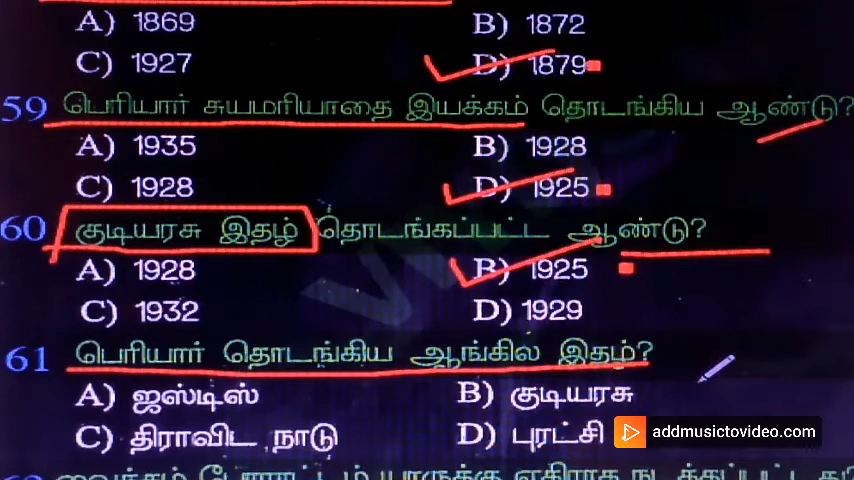 A) 1869 B) 1872
C) 1927 D) 1879
59 பெரியார் சுயமரியாதை இயக்கம் தொடங்கிய ஆண்டு?
A) 1935 B) 1928
C) 1928 D) 1925
60 குடியரசு இதழ் தொடங்கப்பட்ட ஆண்டு?
A) 1928 B) 1925
C) 1932 D) 1929
61 பெரியார் தொடங்கிய ஆங்கில இதழ்?
A) ஜஸ்டிஸ் B) குடியரசு
C) திராவிட நாடு D) புரட்சி
addmusictovideo.com